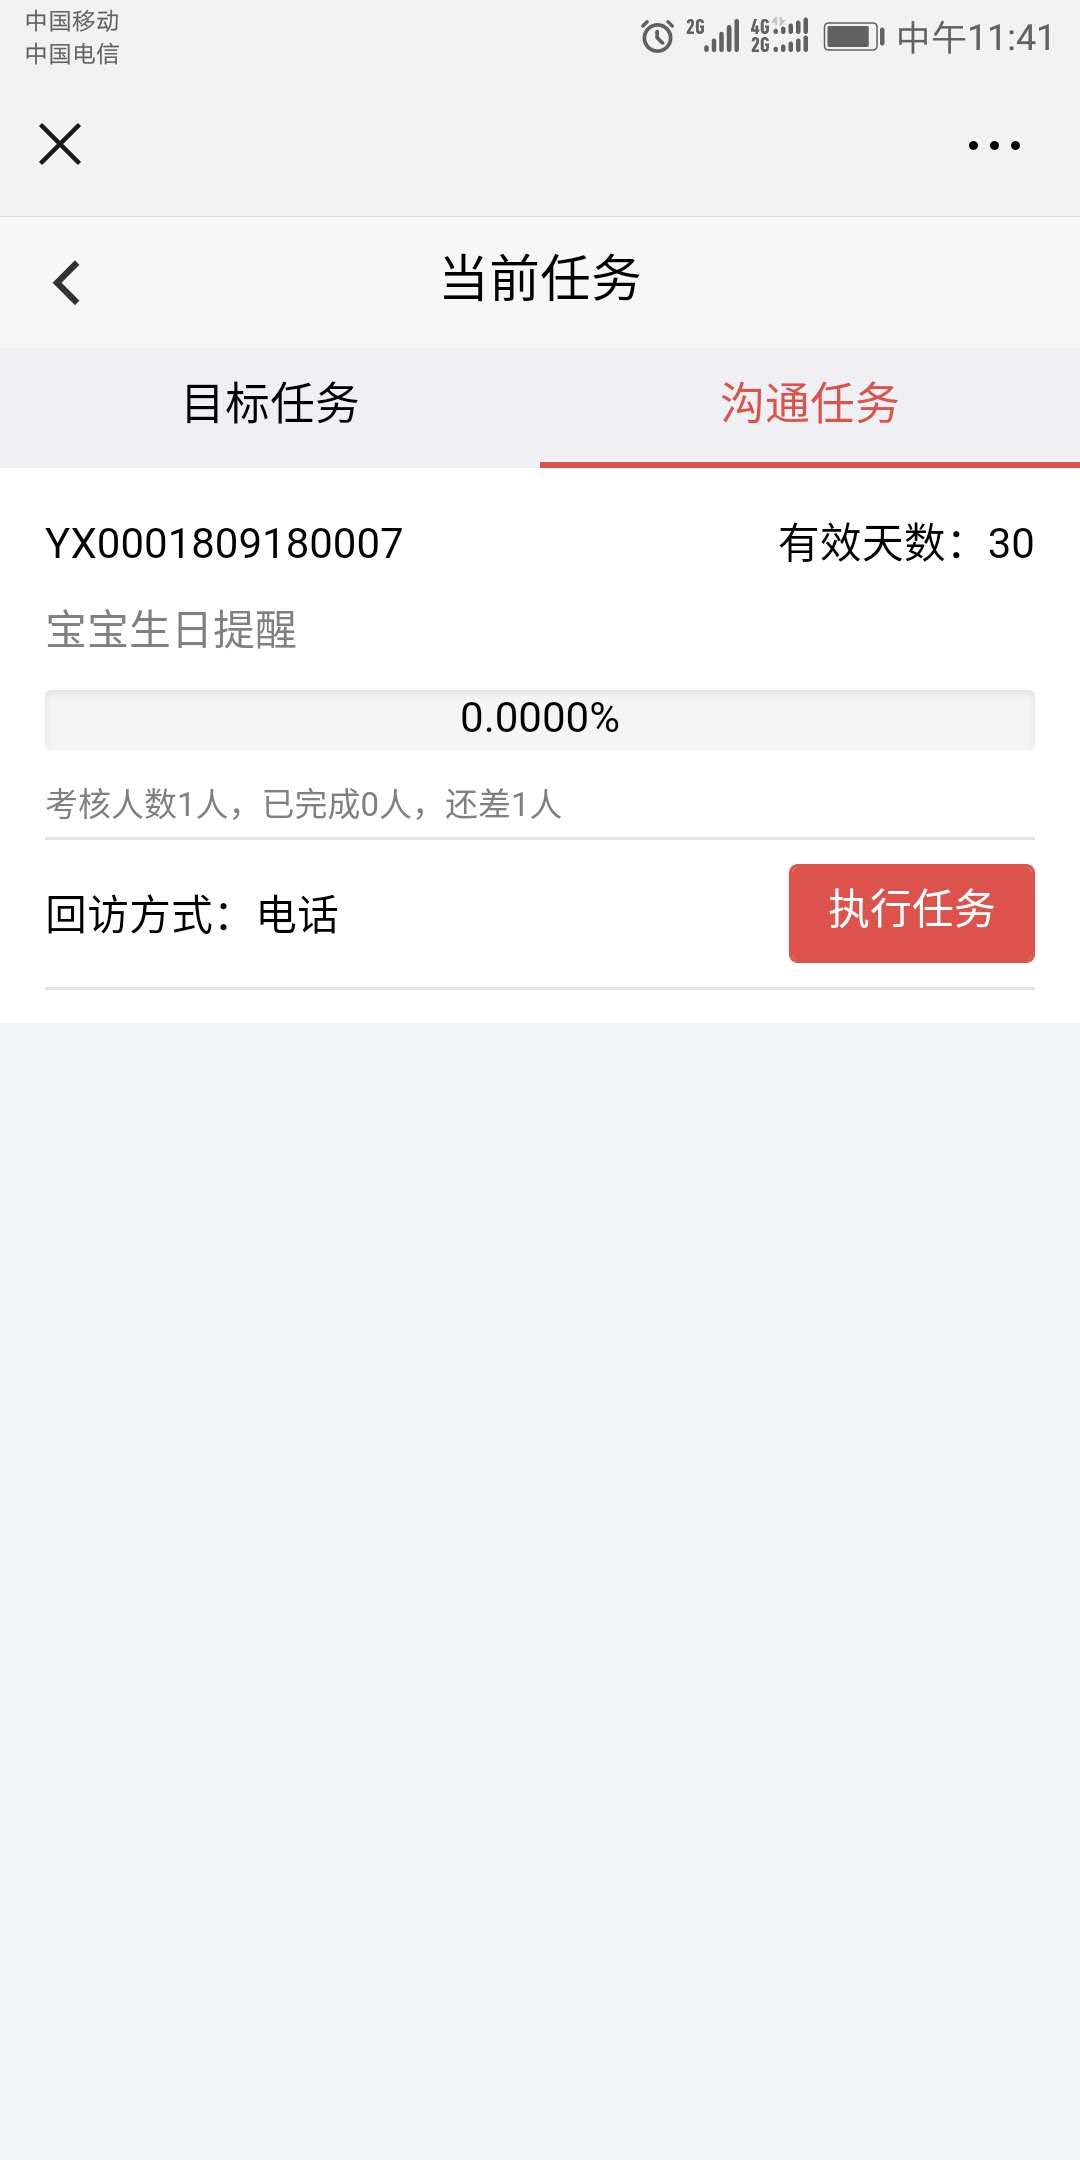 中国移动
中国电信
2G 4G 2G 中午11:41
当前任务
目标任务 沟通任务
YX0001809180007 有效天数：30
宝宝生日提醒
0.0000%
考核人数1人，已完成0人，还差1人
回访方式：电话 执行任务